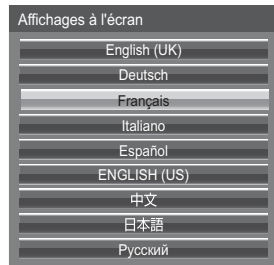 Affichages à l'écran
English (UK)
Deutsch
Français
Italiano
Español
ENGLISH (US)
中文
日本語
Русский